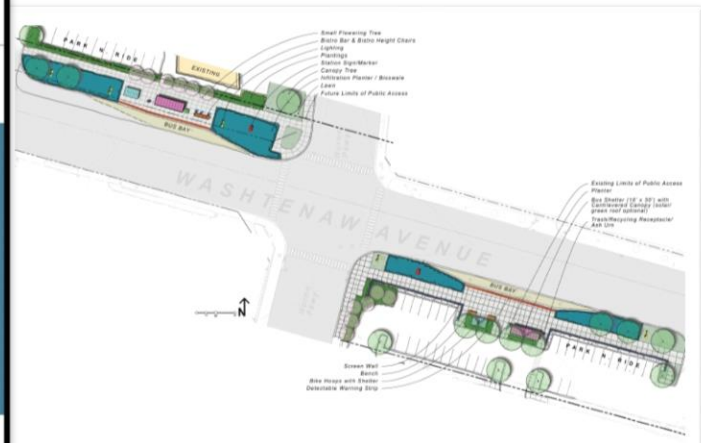 Small Flowering Tree
Bistro Bar & Bistro Height Chairs
Lighting
Plantings
Station Sign/Marker
Canopy Tree
Infiltration Planter / Bioswale
Lawn
Future Limits of Public Access
PARK N RIDE
EXISTING
BUS BAY
WASHTENAW AVENUE
Existing Limits of Public Access
Planter
Bus Shelter (10' x 30') with
Cantilevered Canopy (solar/
green roof optional)
Trash/Recycling Receptacle/
Ash Urn
BUS BAY
PARK N RIDE
N
Screen Wall
Bench
Bike Hoops with Shelter
Detectable Warning Strip